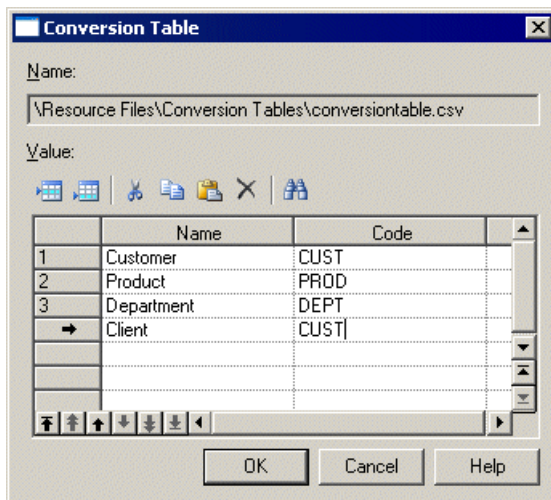 Conversion Table
Name:
\Resource Files\Conversion Tables\conversiontable.csv
Value:
Name Code
1 Customer CUST
2 Product PROD
3 Department DEPT
Client CUST
OK Cancel Help